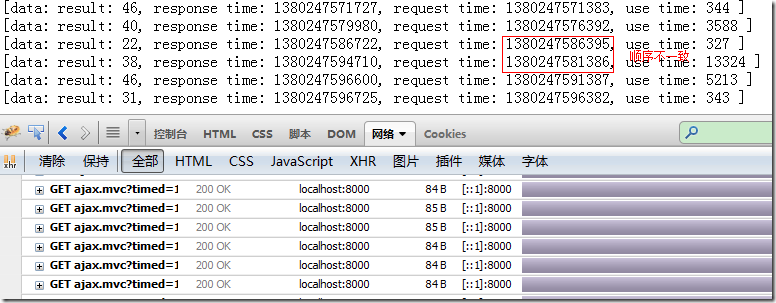 [data: result: 46, response time: 1380247571727, request time: 1380247571383, use time: 344 ]
[data: result: 40, response time: 1380247579980, request time: 1380247576392, use time: 3588 ]
[data: result: 22, response time: 1380247586722, request time: 1380247586395, use time: 327 ]
[data: result: 38, response time: 1380247594710, request time: 1380247581386, use time: 13324 ]
顺序不一致
[data: result: 46, response time: 1380247596600, request time: 1380247591387, use time: 5213 ]
[data: result: 31, response time: 1380247596725, request time: 1380247596382, use time: 343 ]
控制台 HTML CSS 脚本 DOM 网络 Cookies
xhr 清除 保持 全部 HTML CSS JavaScript XHR 图片 插件 媒体 字体
GET ajax.mvc?timed=1 200 OK localhost:8000 84 B [::1]:8000
GET ajax.mvc?timed=1 200 OK localhost:8000 85 B [::1]:8000
GET ajax.mvc?timed=1 200 OK localhost:8000 85 B [::1]:8000
GET ajax.mvc?timed=1 200 OK localhost:8000 84 B [::1]:8000
GET ajax.mvc?timed=1 200 OK localhost:8000 85 B [::1]:8000
GET ajax.mvc?timed=1 200 OK localhost:8000 84 B [::1]:8000